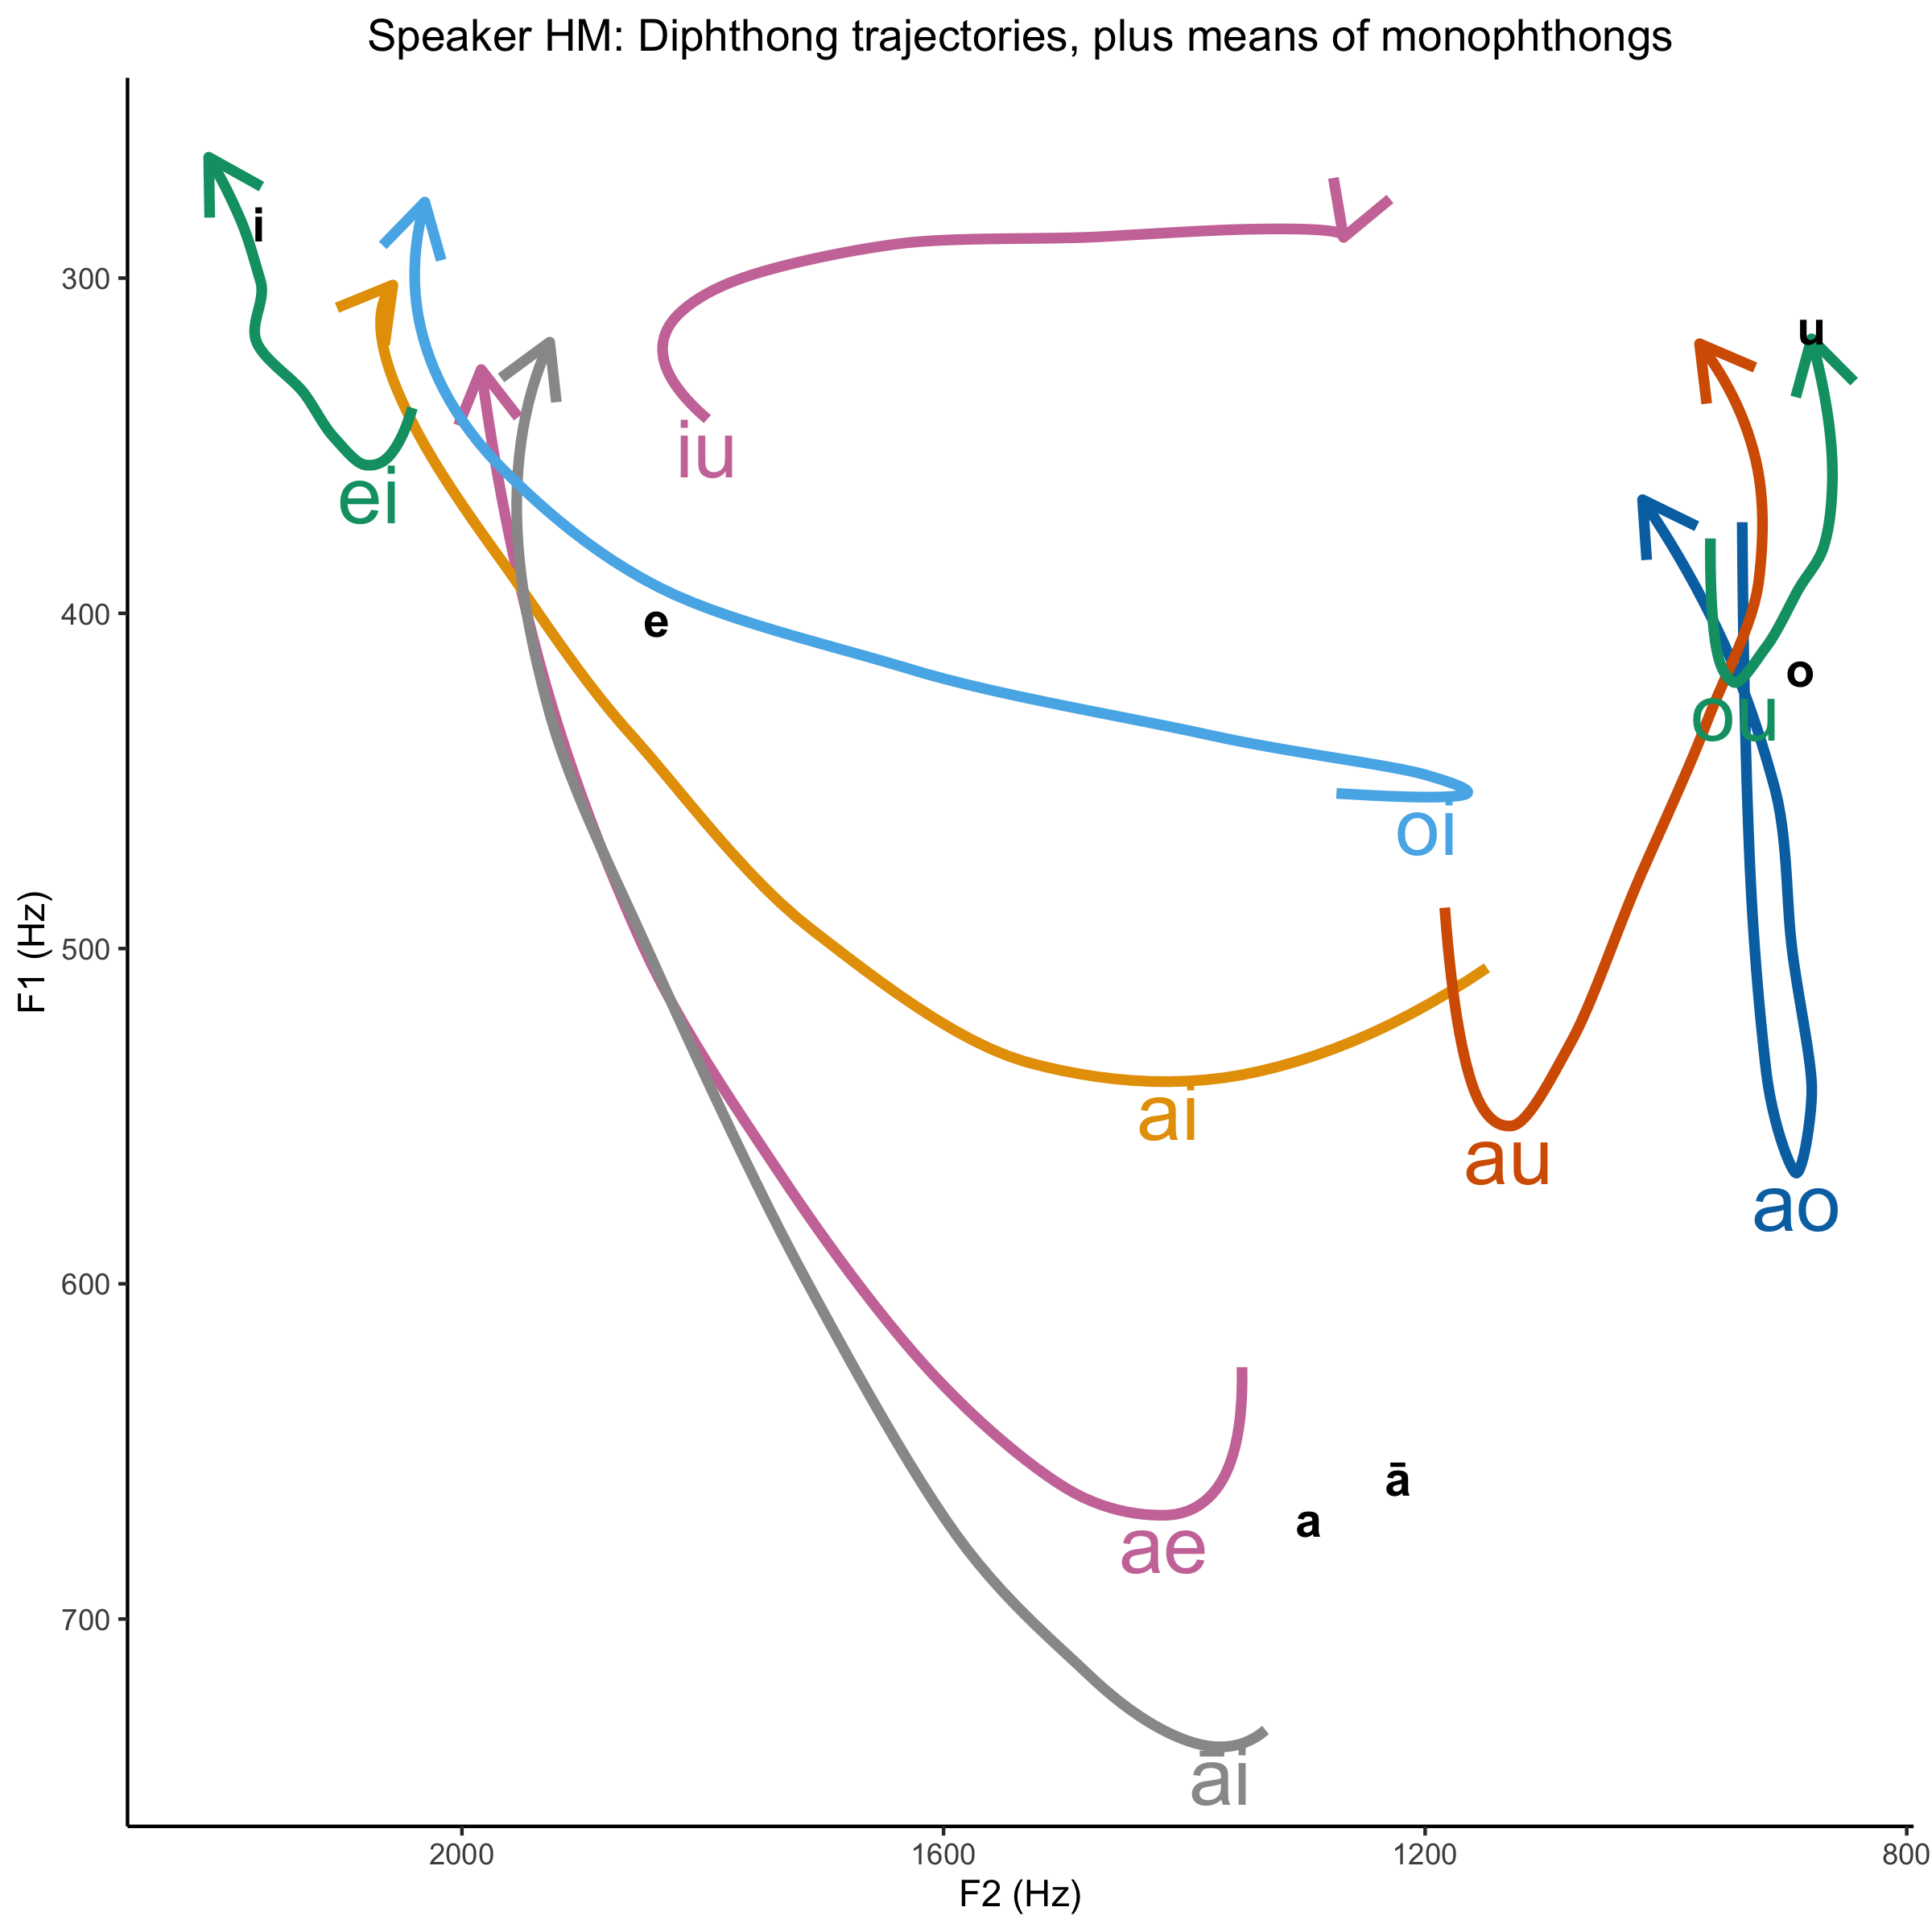 Speaker HM: Diphthong trajectories, plus means of monophthongs
i
300
u
iu
ei
400
e
o
ou
oi
F1 (Hz)
500
ai
au
ao
600
ā
a
ae
700
āi
2000 1600 1200 800
F2 (Hz)